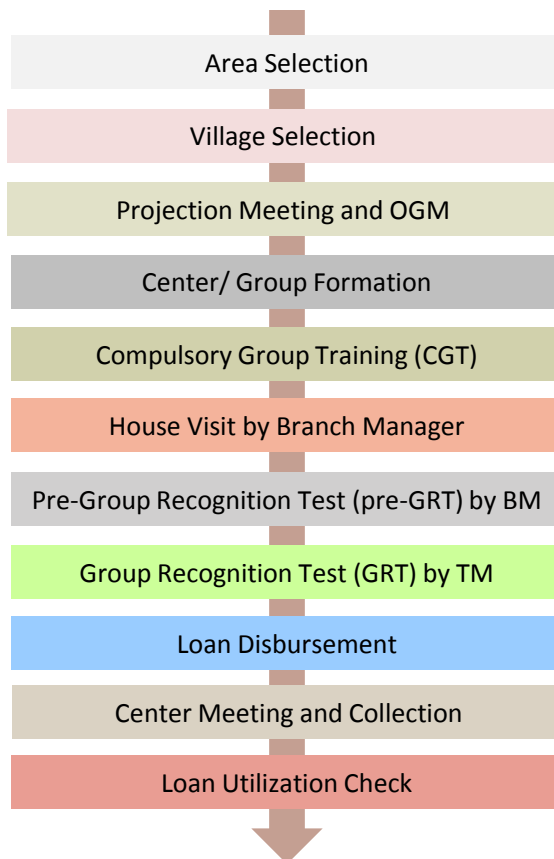 Area Selection
Village Selection
Projection Meeting and OGM
Center/ Group Formation
Compulsory Group Training (CGT)
House Visit by Branch Manager
Pre-Group Recognition Test (pre-GRT) by BM
Group Recognition Test (GRT) by TM
Loan Disbursement
Center Meeting and Collection
Loan Utilization Check